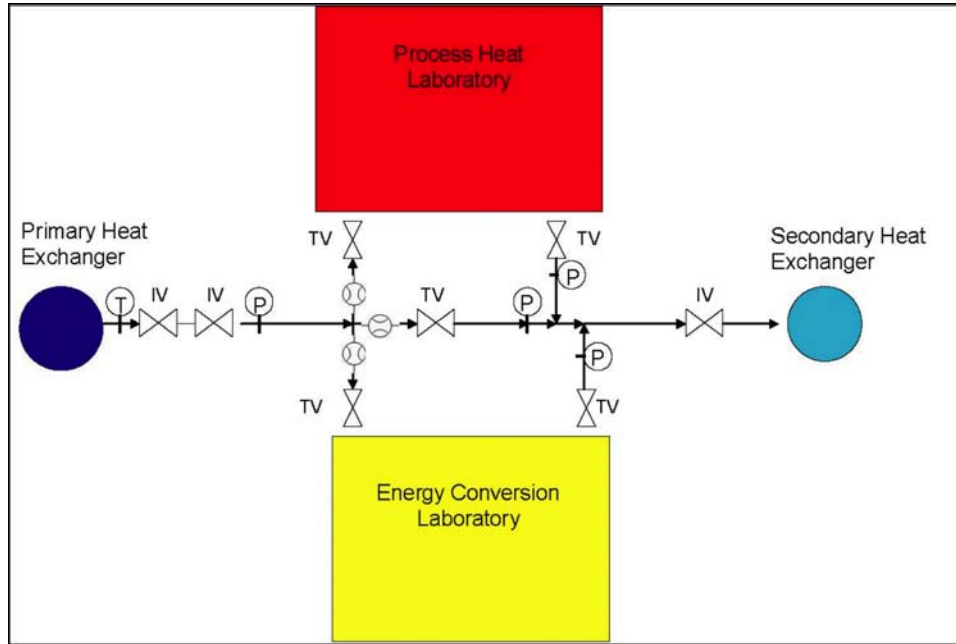 Process Heat
Laboratory
Primary Heat
Exchanger
TV
TV
Secondary Heat
Exchanger
P
T
IV
IV
P
TV
P
IV
P
TV
TV
Energy Conversion
Laboratory